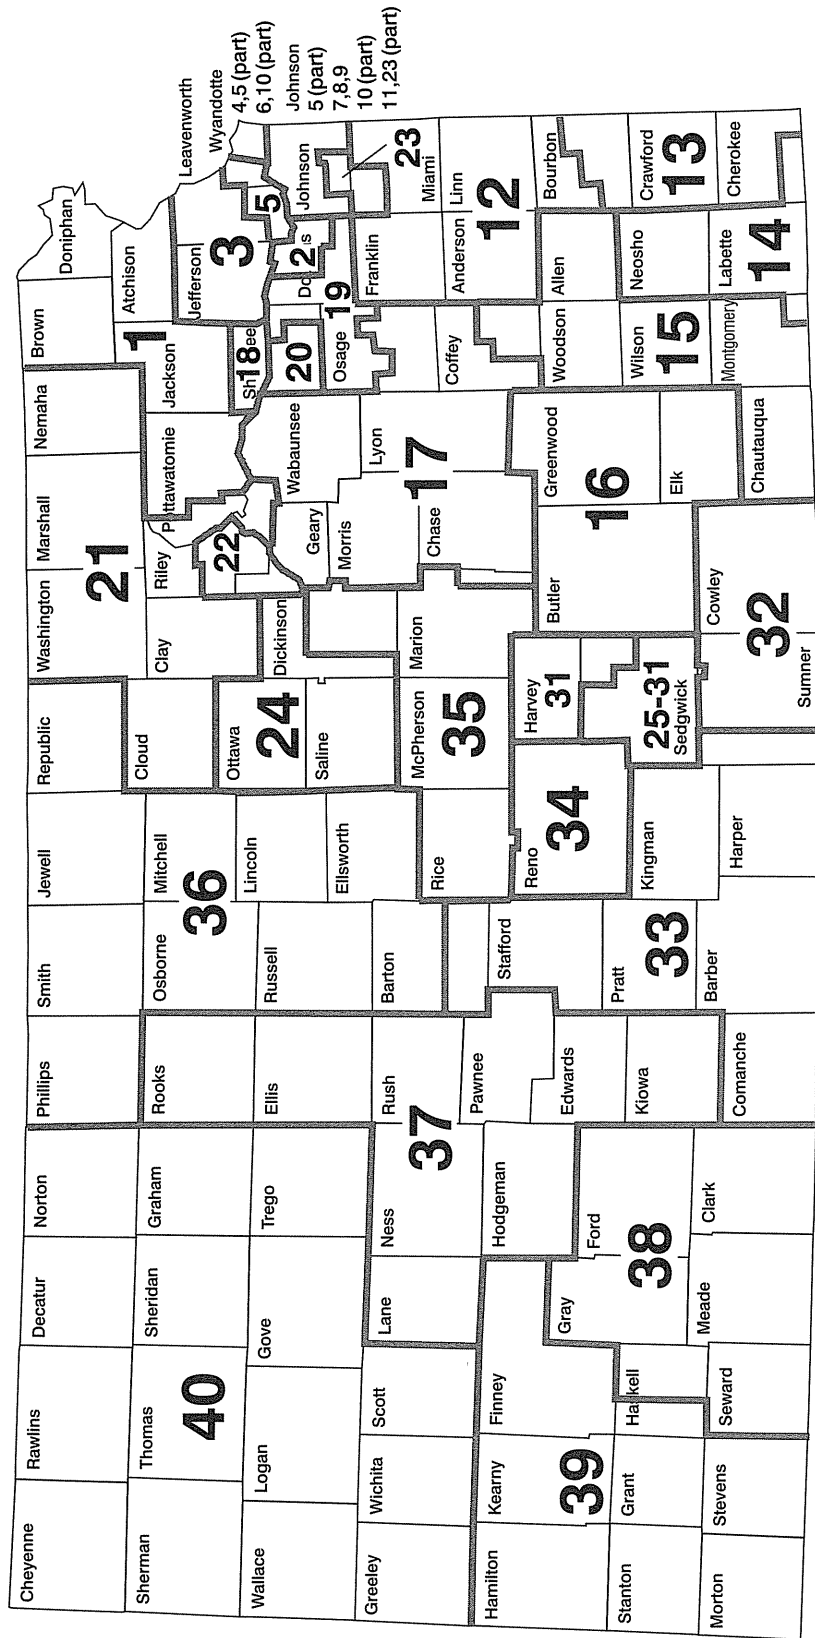 Cheyenne
Rawlins
Decatur
Norton
Phillips
Smith
Jewell
Republic
Washington
Marshall
Nemaha
Brown
Doniphan
21
Sherman
Thomas
Sheridan
Graham
Rooks
Osborne
Mitchell
Cloud
Clay
Riley
Pottawatomie
Jackson
Atchison
1
40
36
Jefferson
3
Leavenworth
Wyandotte
4,5 (part)
6,10 (part)
Johnson
5 (part)
7,8,9
10 (part)
11,23 (part)
Wallace
Logan
Gove
Trego
Ellis
Russell
Lincoln
Ottawa
24
Dickinson
22
Geary
Wabaunsee
Sh
18
ee
5
Ellsworth
Saline
Morris
20
Osage
19
Do
2
s
Johnson
23
Miami
Greeley
Wichita
Scott
Lane
Ness
Rush
Barton
Rice
McPherson
Marion
Chase
Lyon
Franklin
37
35
17
Coffey
Anderson
Linn
12
Hamilton
Kearny
Finney
Hodgeman
Pawnee
Stafford
Reno
Harvey
Butler
Greenwood
Woodson
Allen
Bourbon
39
Gray
Ford
Edwards
34
31
16
38
Stanton
Grant
Haskell
Kiowa
Pratt
33
Kingman
25-31
Sedgwick
Elk
Wilson
15
Neosho
Crawford
13
Morton
Stevens
Seward
Meade
Clark
Comanche
Barber
Harper
Sumner
32
Cowley
Chautauqua
Montgomery
Labette
14
Cherokee